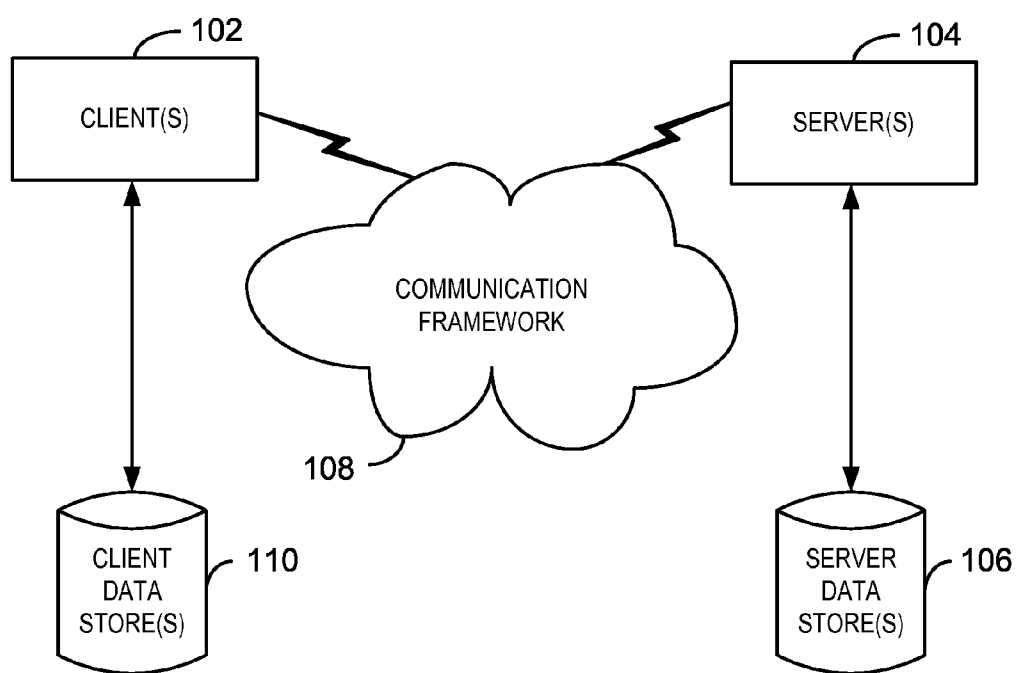 102
104
CLIENT(S)
SERVER(S)
COMMUNICATION
FRAMEWORK
108
CLIENT
DATA
STORE(S)
110
SERVER
DATA
STORE(S)
106